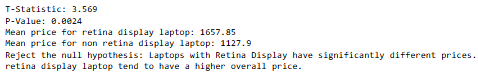 T-Statistic: 3.569
P-Value: 0.0024
Mean price for retina display laptop: 1657.85
Mean price for non retina display laptop: 1127.9
Reject the null hypothesis: Laptops with Retina Display have significantly different prices.
retina display laptop tend to have a higher overall price.